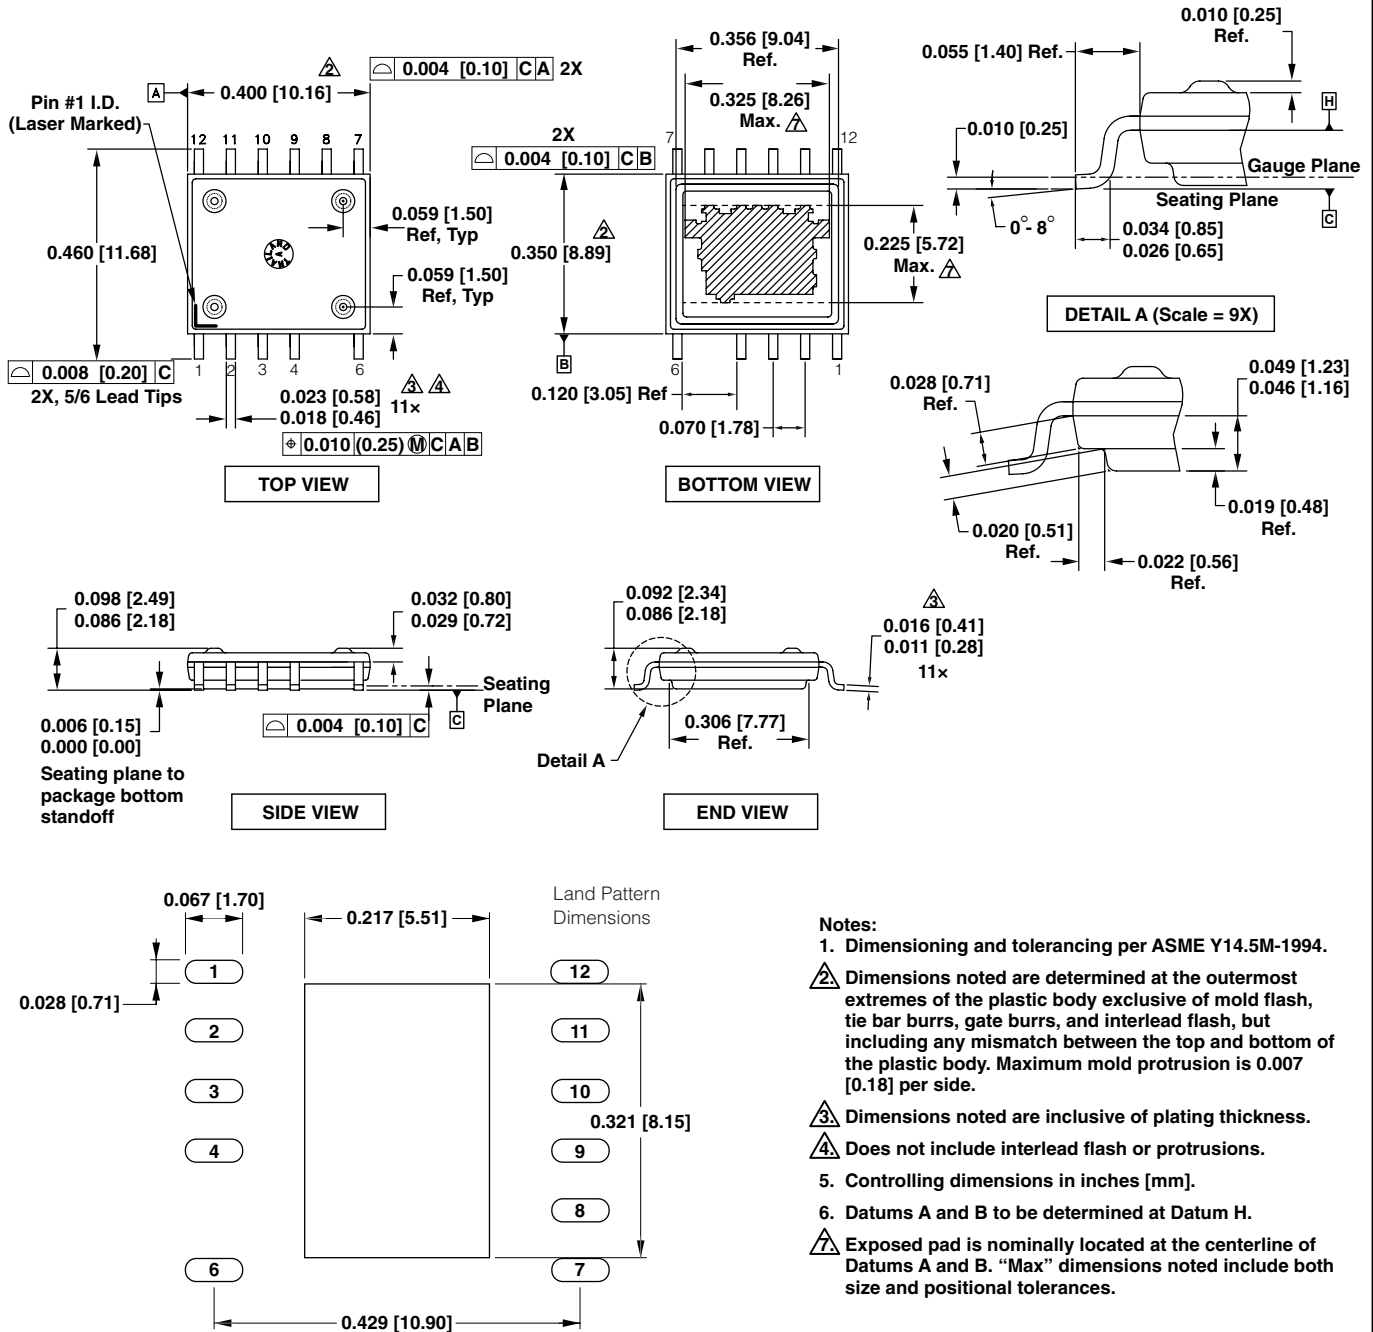 0.400 [10.16]
2
0.004 [0.10] C A 2X
A
Pin #1 I.D.
(Laser Marked)
12 11 10 9 8 7
0.460 [11.68]
0.059 [1.50]
Ref, Typ
0.059 [1.50]
Ref, Typ
1 2 3 4 6
0.008 [0.20] C
2X, 5/6 Lead Tips
0.023 [0.58]
0.018 [0.46]
3 4
11×
0.010 (0.25) M C A B
TOP VIEW
0.356 [9.04]
Ref.
0.325 [8.26]
Max. 7
2X
0.004 [0.10] C B
7 12
2
0.350 [8.89]
0.225 [5.72]
Max. 7
B
6 1
0.120 [3.05] Ref
0.070 [1.78]
BOTTOM VIEW
0.010 [0.25]
Ref.
0.055 [1.40] Ref.
H
0.010 [0.25]
Gauge Plane
Seating Plane
C
0°- 8°
0.034 [0.85]
0.026 [0.65]
DETAIL A (Scale = 9X)
0.049 [1.23]
0.046 [1.16]
0.028 [0.71]
Ref.
0.019 [0.48]
Ref.
0.020 [0.51]
Ref.
0.022 [0.56]
Ref.
0.098 [2.49]
0.086 [2.18]
0.032 [0.80]
0.029 [0.72]
Seating
Plane
C
0.004 [0.10] C
0.006 [0.15]
0.000 [0.00]
Seating plane to
package bottom
standoff
SIDE VIEW
0.092 [2.34]
0.086 [2.18]
3
0.016 [0.41]
0.011 [0.28]
11×
0.306 [7.77]
Ref.
Detail A
END VIEW
Land Pattern
Dimensions
0.067 [1.70]
0.217 [5.51]
0.028 [0.71]
1
2
3
4
6
12
11
10
9
8
7
0.321 [8.15]
0.429 [10.90]
Notes:
1. Dimensioning and tolerancing per ASME Y14.5M-1994.
2. Dimensions noted are determined at the outermost
extremes of the plastic body exclusive of mold flash,
tie bar burrs, gate burrs, and interlead flash, but
including any mismatch between the top and bottom of
the plastic body. Maximum mold protrusion is 0.007
[0.18] per side.
3. Dimensions noted are inclusive of plating thickness.
4. Does not include interlead flash or protrusions.
5. Controlling dimensions in inches [mm].
6. Datums A and B to be determined at Datum H.
7. Exposed pad is nominally located at the centerline of
Datums A and B. “Max” dimensions noted include both
size and positional tolerances.